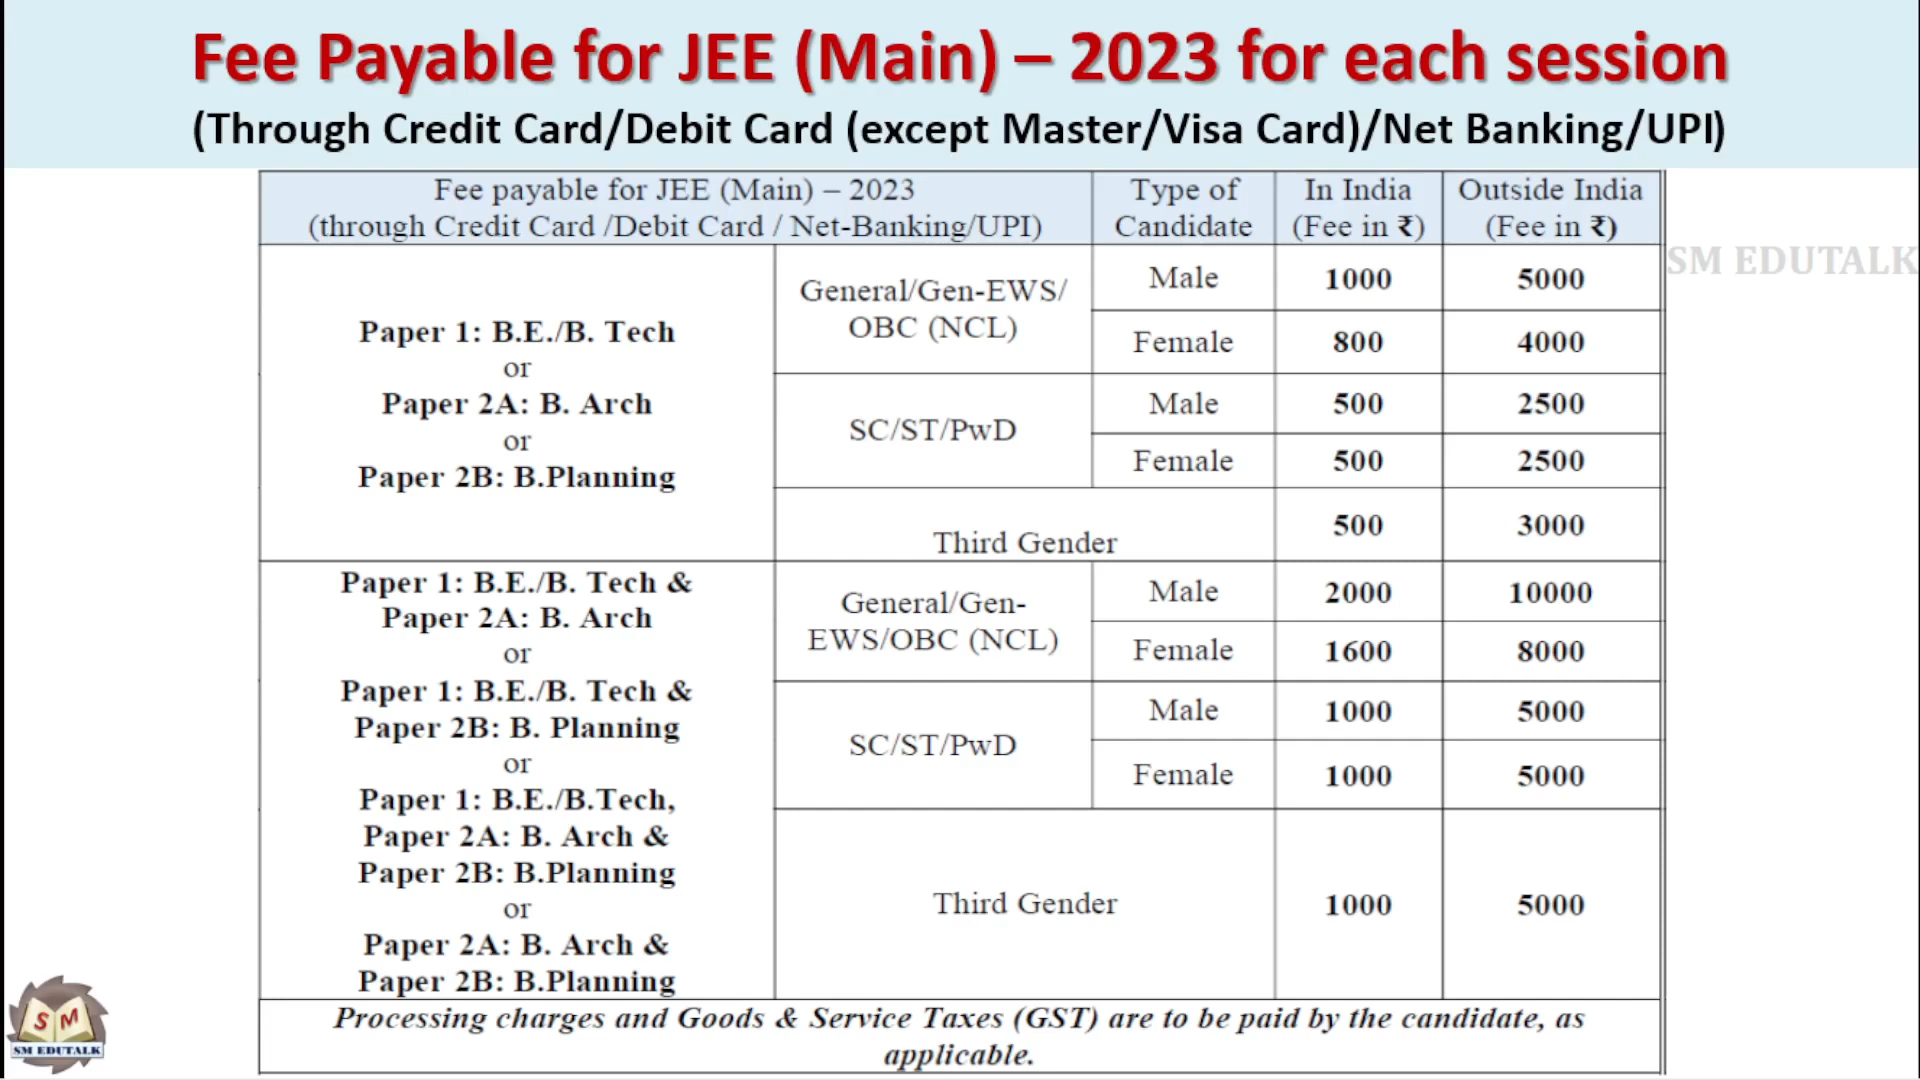 Fee Payable for JEE (Main) – 2023 for each session
(Through Credit Card/Debit Card (except Master/Visa Card)/Net Banking/UPI)
Fee payable for JEE (Main) – 2023
(through Credit Card /Debit Card / Net-Banking/UPI)
Type of
Candidate
In India
(Fee in ₹)
Outside India
(Fee in ₹)
SM EDUTALK
Paper 1: B.E./B. Tech
or
Paper 2A: B. Arch
or
Paper 2B: B.Planning
General/Gen-EWS/
OBC (NCL)
Male 1000 5000
Female 800 4000
SC/ST/PwD
Male 500 2500
Female 500 2500
Third Gender 500 3000
Paper 1: B.E./B. Tech &
Paper 2A: B. Arch
or
Paper 1: B.E./B. Tech &
Paper 2B: B. Planning
or
Paper 1: B.E./B.Tech,
Paper 2A: B. Arch &
Paper 2B: B.Planning
or
Paper 2A: B. Arch &
Paper 2B: B.Planning
General/Gen-
EWS/OBC (NCL)
Male 2000 10000
Female 1600 8000
SC/ST/PwD
Male 1000 5000
Female 1000 5000
Third Gender 1000 5000
Processing charges and Goods & Service Taxes (GST) are to be paid by the candidate, as
applicable.
S M
SM EDUTALK